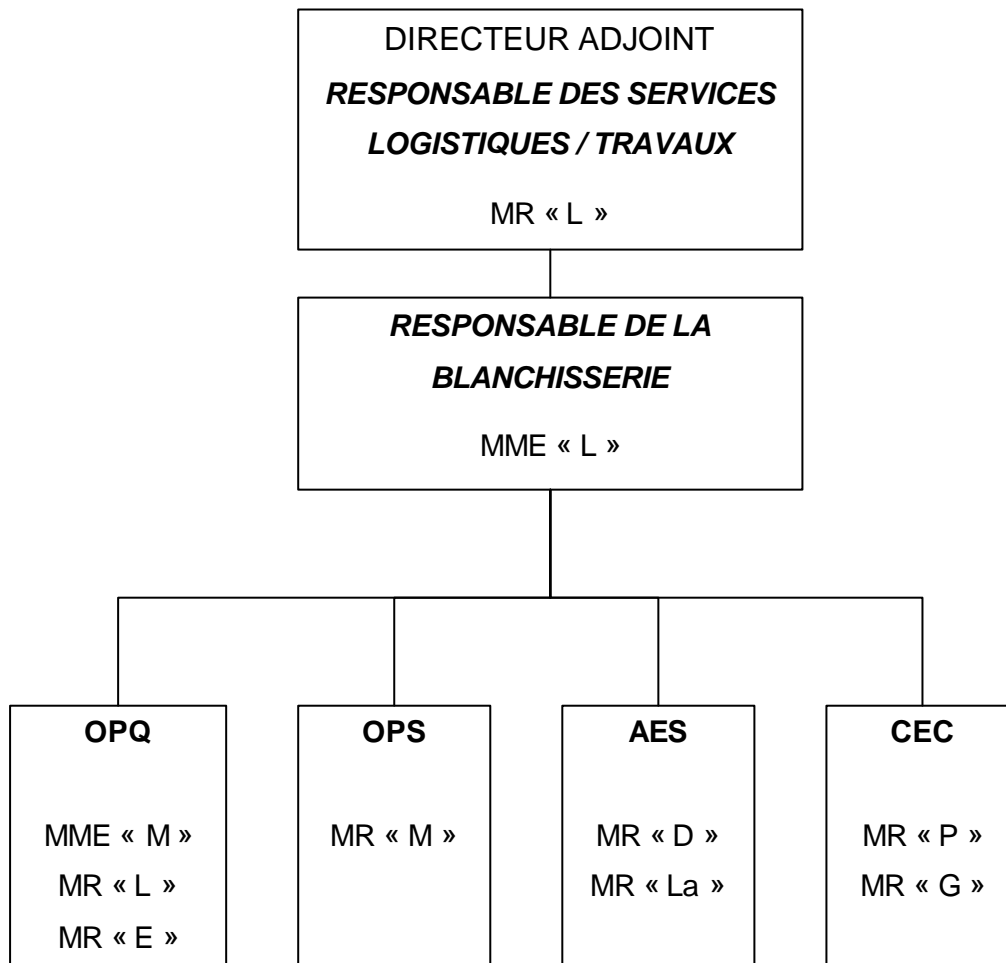 DIRECTEUR ADJOINT
RESPONSABLE DES SERVICES
LOGISTIQUES / TRAVAUX
MR « L »
RESPONSABLE DE LA
BLANCHISSERIE
MME « L »
OPQ
MME « M »
MR « L »
MR « E »
OPS
MR « M »
AES
MR « D »
MR « La »
CEC
MR « P »
MR « G »